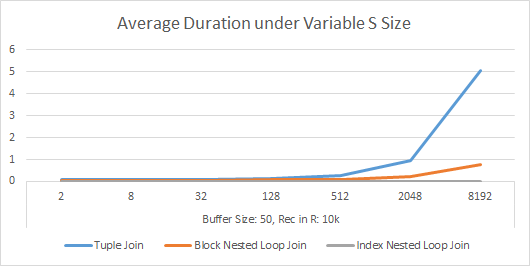 Average Duration under Variable S Size
6
5
4
3
2
1
0
2 8 32 128 512 2048 8192
Buffer Size: 50, Rec in R: 10k
Tuple Join Block Nested Loop Join Index Nested Loop Join